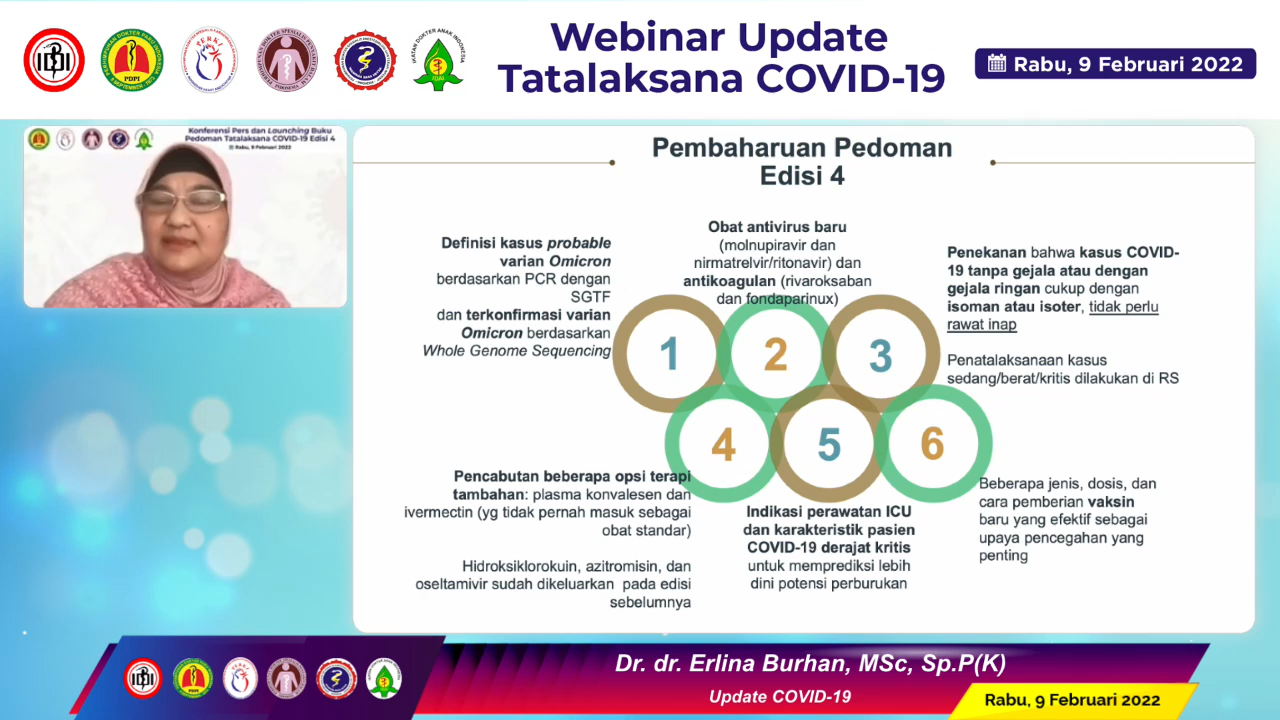 Webinar Update
Tatalaksana COVID-19
Rabu, 9 Februari 2022
IDI
PDPI
PERKI
IDAI
IKATAN DOKTER ANAK INDONESIA
Konferensi Pers dan Launching Buku
Pedoman Tatalaksana COVID-19 Edisi 4
Rabu, 9 Februari 2022
Pembaharuan Pedoman
Edisi 4
Definisi kasus probable
varian Omicron
berdasarkan PCR dengan
SGTF
dan terkonfirmasi varian
Omicron berdasarkan
Whole Genome Sequencing
Obat antivirus baru
(molnupiravir dan
nirmatrelvir/ritonavir) dan
antikoagulan (rivaroksaban
dan fondaparinux)
Penekanan bahwa kasus COVID-
19 tanpa gejala atau dengan
gejala ringan cukup dengan
isoman atau isoter, tidak perlu
rawat inap
Penatalaksanaan kasus
sedang/berat/kritis dilakukan di RS
1
2
3
4
5
6
Pencabutan beberapa opsi terapi
tambahan: plasma konvalesen dan
ivermectin (yg tidak pernah masuk sebagai
obat standar)
Hidroksiklorokuin, azitromisin, dan
oseltamivir sudah dikeluarkan pada edisi
sebelumnya
Indikasi perawatan ICU
dan karakteristik pasien
COVID-19 derajat kritis
untuk memprediksi lebih
dini potensi perburukan
Beberapa jenis, dosis, dan
cara pemberian vaksin
baru yang efektif sebagai
upaya pencegahan yang
penting
Dr. dr. Erlina Burhan, MSc, Sp.P(K)
Update COVID-19
Rabu, 9 Februari 2022